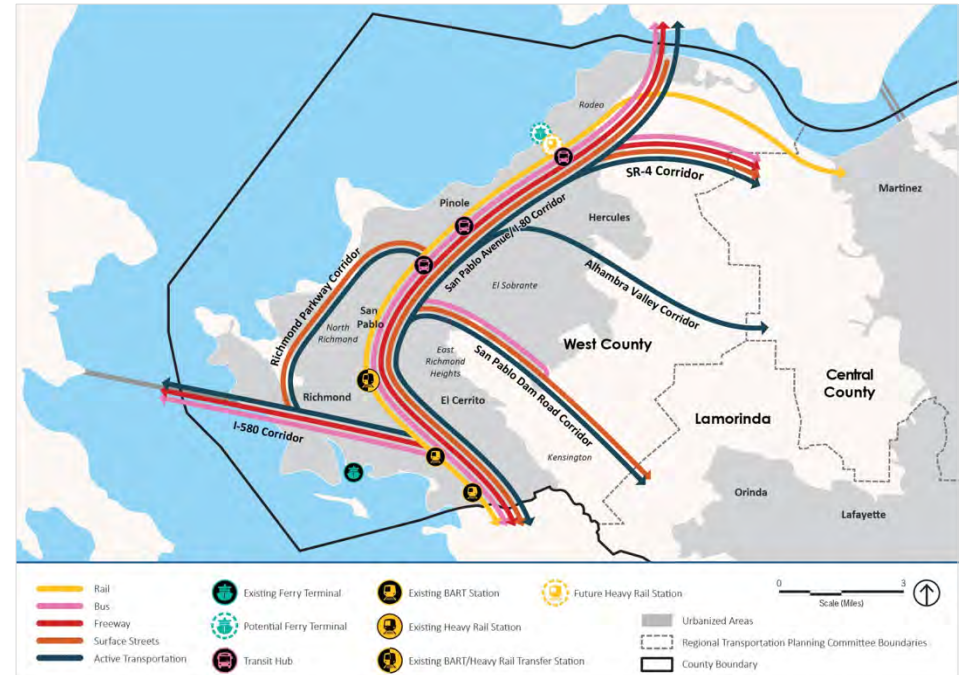 Rodeo
SR-4 Corridor
Martinez
Pinole
Hercules
San Pablo Avenue/I-80 Corridor
Richmond Parkway Corridor
El Sobrante
Alhambra Valley Corridor
San
Pablo
North
Richmond
West County
East
Richmond
Heights
San Pablo Dam Road Corridor
Central
County
Richmond
El Cerrito
Lamorinda
I-580 Corridor
Kensington
Orinda
Lafayette
Rail
Bus
Freeway
Surface Streets
Active Transportation
Existing Ferry Terminal
Potential Ferry Terminal
Transit Hub
Existing BART Station
Existing Heavy Rail Station
Existing BART/Heavy Rail Transfer Station
Future Heavy Rail Station
0 3
Scale (Miles)
Urbanized Areas
Regional Transportation Planning Committee Boundaries
County Boundary